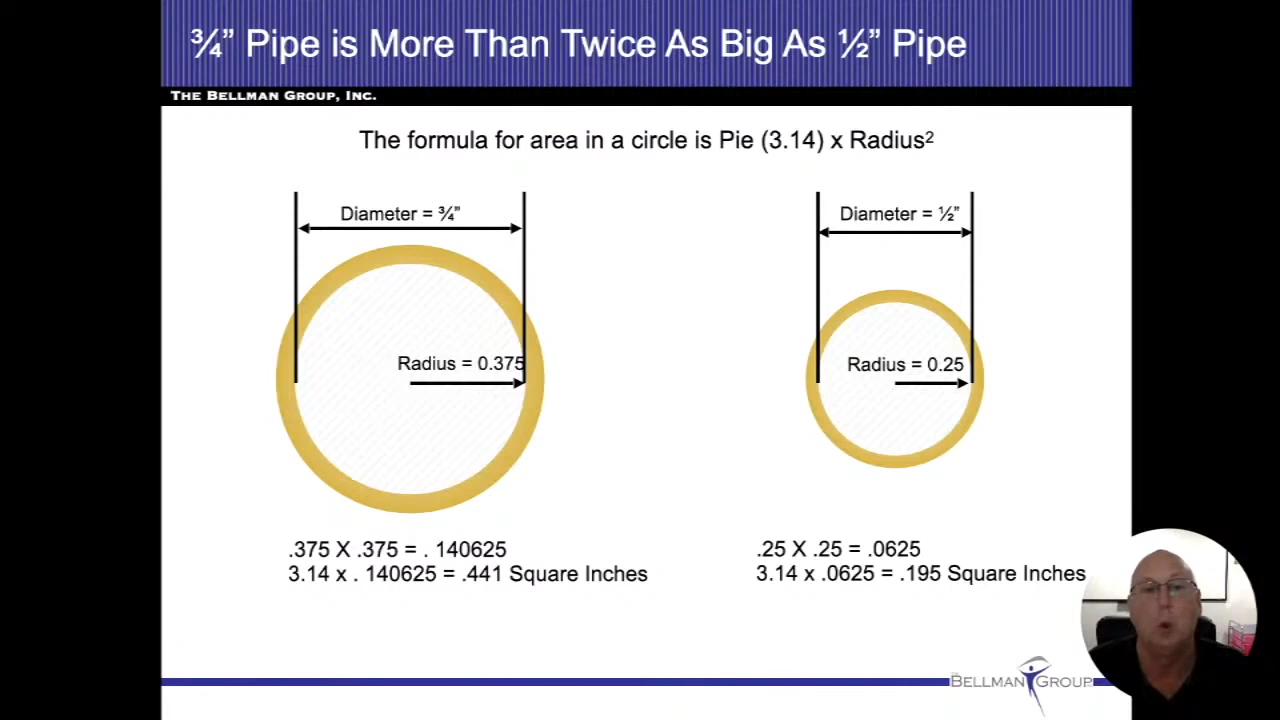 ¾” Pipe is More Than Twice As Big As ½” Pipe
THE BELLMAN GROUP, INC.
The formula for area in a circle is Pie (3.14) x Radius²
Diameter = ¾”
Diameter = ½”
Radius = 0.375
Radius = 0.25
.375 X .375 = . 140625
3.14 x . 140625 = .441 Square Inches
.25 X .25 = .0625
3.14 x .0625 = .195 Square Inches
THE BELLMAN GROUP